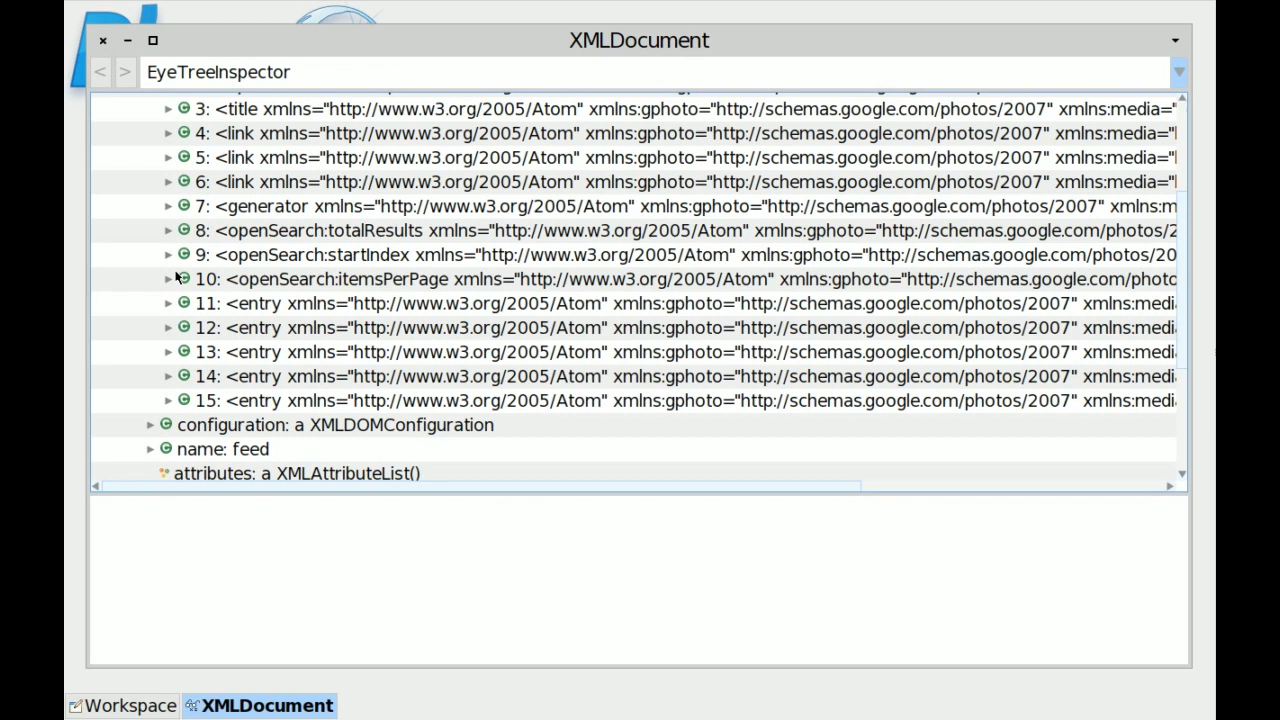 XMLDocument
< > EyeTreeInspector
3: <title xmlns="http://www.w3.org/2005/Atom" xmlns:gphoto="http://schemas.google.com/photos/2007" xmlns:media="
4: <link xmlns="http://www.w3.org/2005/Atom" xmlns:gphoto="http://schemas.google.com/photos/2007" xmlns:media="
5: <link xmlns="http://www.w3.org/2005/Atom" xmlns:gphoto="http://schemas.google.com/photos/2007" xmlns:media="
6: <link xmlns="http://www.w3.org/2005/Atom" xmlns:gphoto="http://schemas.google.com/photos/2007" xmlns:media="
7: <generator xmlns="http://www.w3.org/2005/Atom" xmlns:gphoto="http://schemas.google.com/photos/2007" xmlns:m
8: <openSearch:totalResults xmlns="http://www.w3.org/2005/Atom" xmlns:gphoto="http://schemas.google.com/photos/2
9: <openSearch:startIndex xmlns="http://www.w3.org/2005/Atom" xmlns:gphoto="http://schemas.google.com/photos/20
10: <openSearch:itemsPerPage xmlns="http://www.w3.org/2005/Atom" xmlns:gphoto="http://schemas.google.com/photo
11: <entry xmlns="http://www.w3.org/2005/Atom" xmlns:gphoto="http://schemas.google.com/photos/2007" xmlns:medi
12: <entry xmlns="http://www.w3.org/2005/Atom" xmlns:gphoto="http://schemas.google.com/photos/2007" xmlns:medi
13: <entry xmlns="http://www.w3.org/2005/Atom" xmlns:gphoto="http://schemas.google.com/photos/2007" xmlns:medi
14: <entry xmlns="http://www.w3.org/2005/Atom" xmlns:gphoto="http://schemas.google.com/photos/2007" xmlns:medi
15: <entry xmlns="http://www.w3.org/2005/Atom" xmlns:gphoto="http://schemas.google.com/photos/2007" xmlns:medi
configuration: a XMLDOMConfiguration
name: feed
attributes: a XMLAttributeList()
Workspace XMLDocument